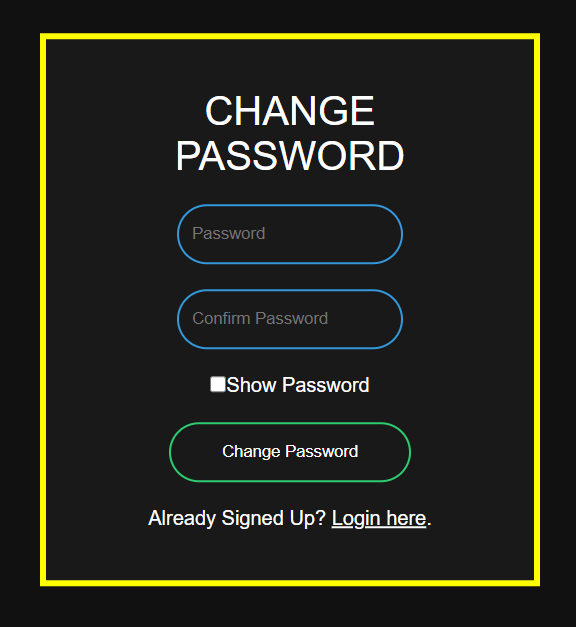 CHANGE
PASSWORD
Password
Confirm Password
Show Password
Change Password
Already Signed Up? Login here.